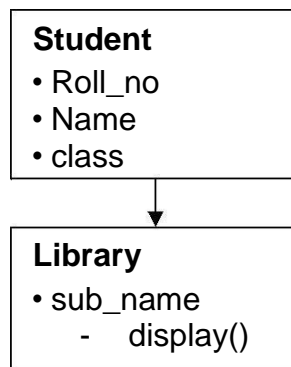 Student
• Roll_no
• Name
• class
Library
• sub_name
- display()